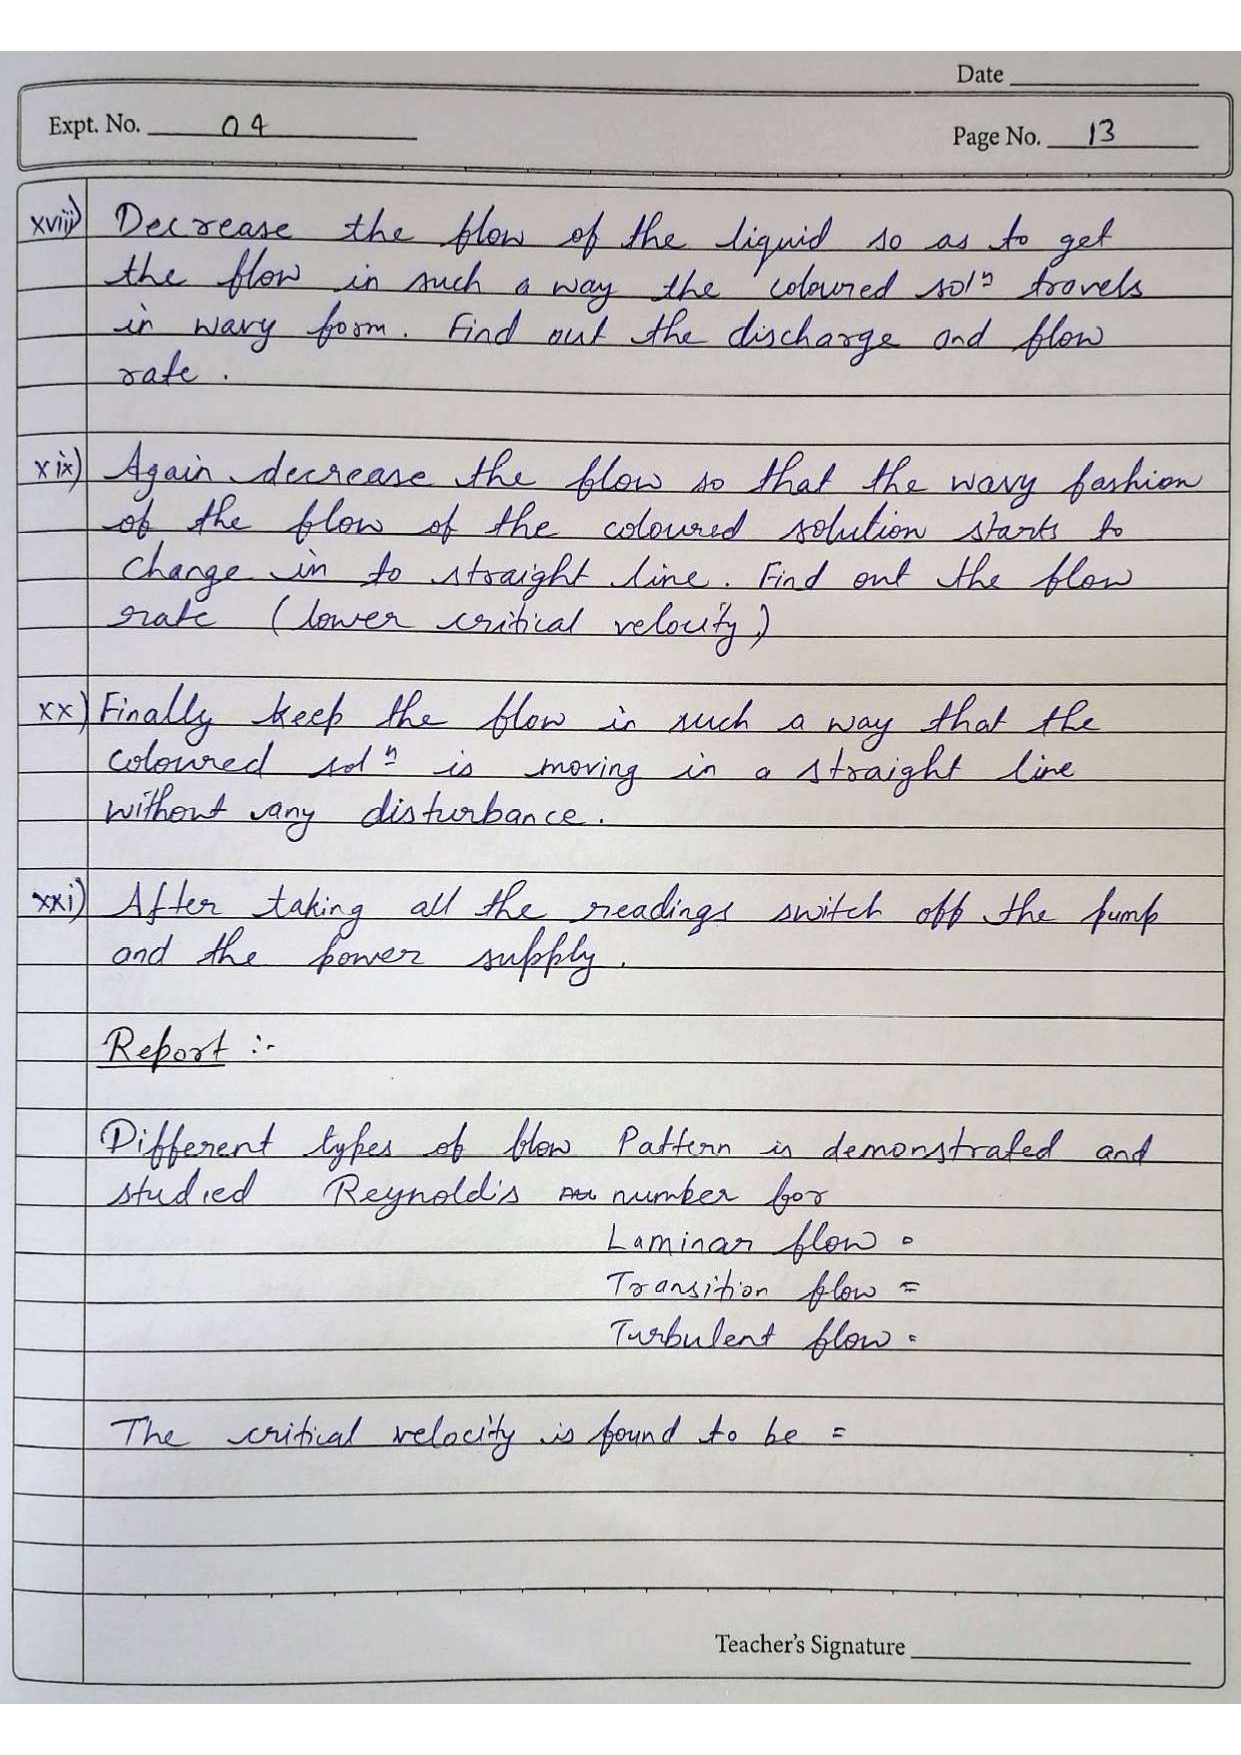 Date
Expt. No. 04
Page No. 13
xviii) Decrease the flow of the liquid so as to get
the flow in such a way the coloured solⁿ travels
in wavy form. Find out the discharge and flow
rate.
xix) Again decrease the flow so that the wavy fashion
of the flow of the coloured solution starts to
change in to straight line. Find out the flow
rate (lower critical velocity)
xx) Finally keep the flow in such a way that the
coloured solⁿ is moving in a straight line
without any disturbance.
xxi) After taking all the readings switch off the pump
and the power supply.
Report :-
Different types of flow Pattern is demonstrated and
studied Reynold's number for
Laminar flow =
Transition flow =
Turbulent flow =
The critical velocity is found to be =
Teacher's Signature